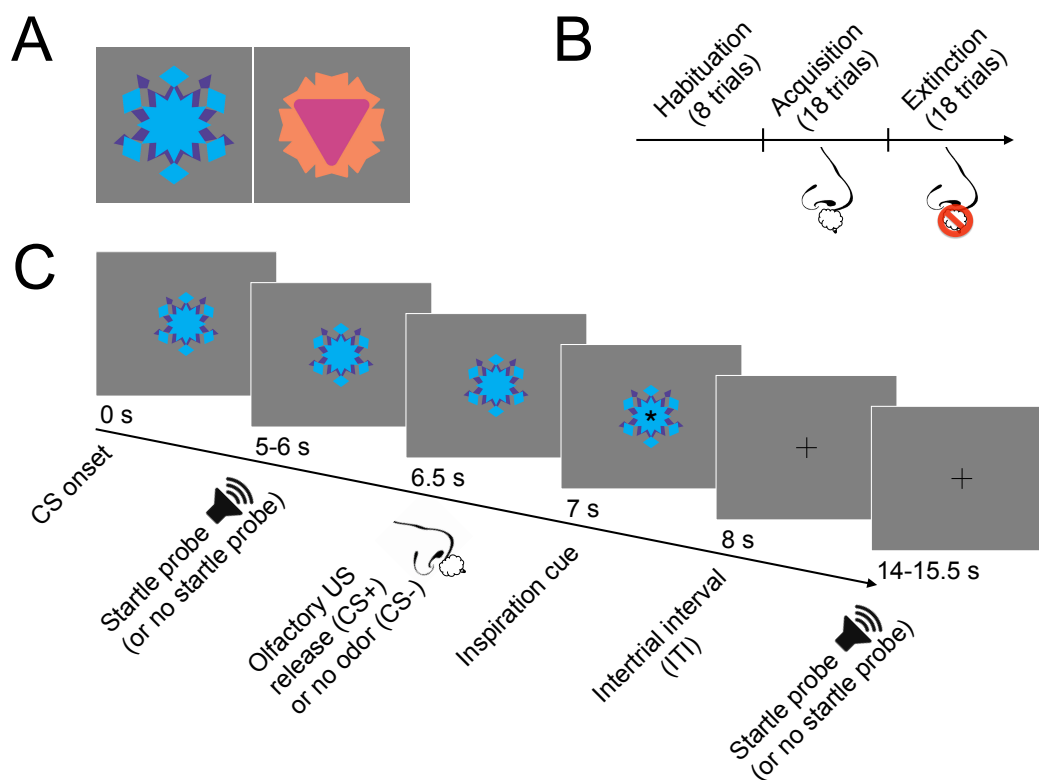 A
B
Habituation
(8 trials)
Acquisition
(18 trials)
Extinction
(18 trials)
C
0 s
5-6 s
6.5 s
7 s
*
8 s
14-15.5 s
CS onset
Startle probe
(or no startle probe)
Olfactory US
release (CS+)
or no odor (CS-)
Inspiration cue
Intertrial interval
(ITI)
Startle probe
(or no startle probe)